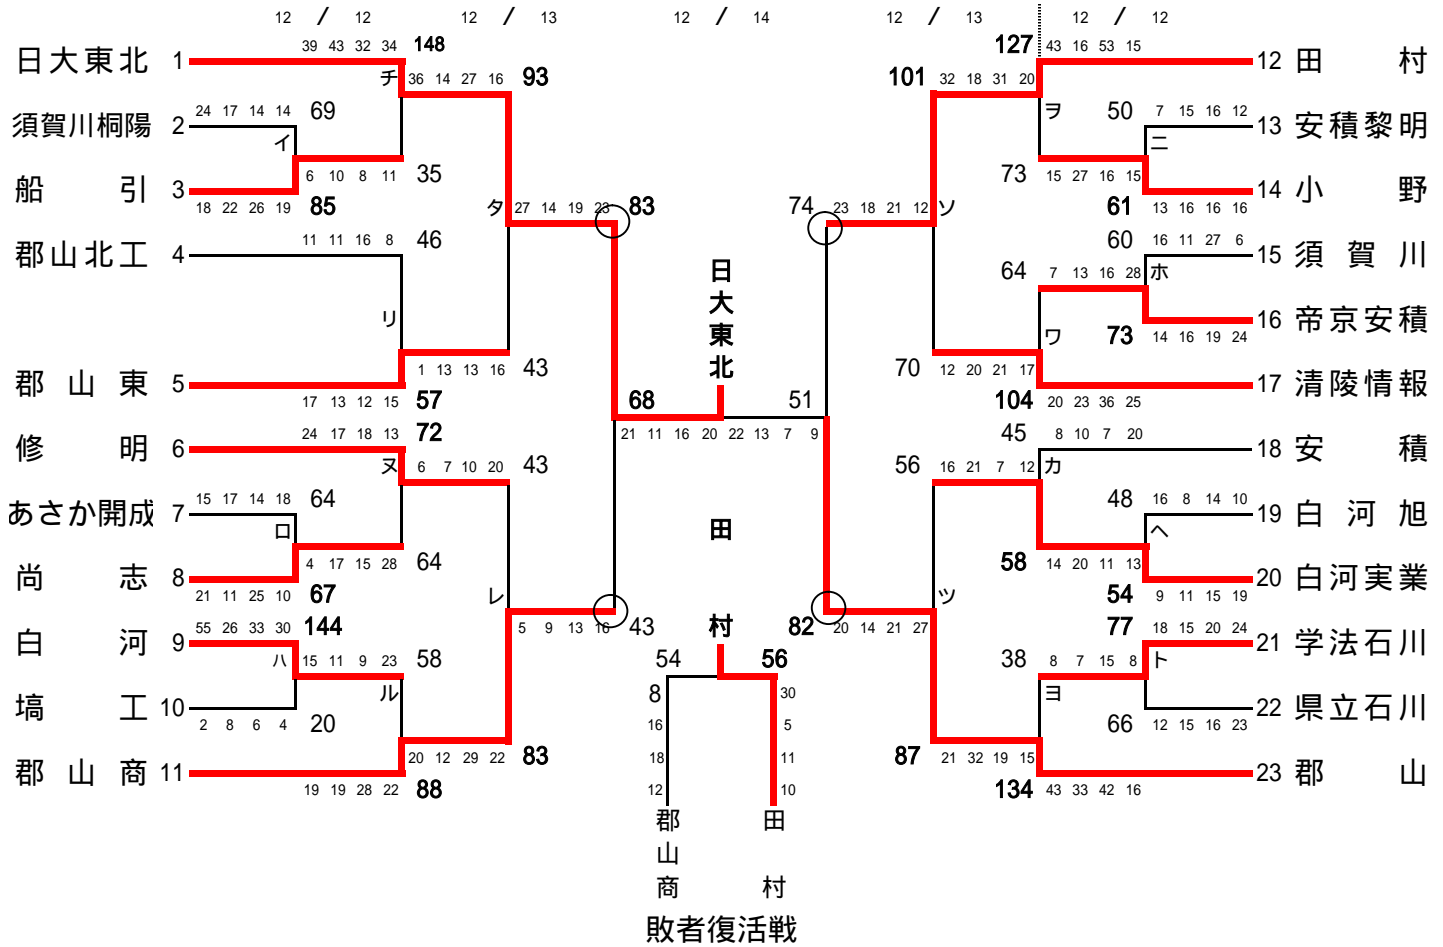 12 / 12 12 / 13 12 / 14 12 / 13 12 / 12
39 43 32 34 148 127 43 16 53 15
日大東北 1 12 田村
チ 36 14 27 16 93 101 32 18 31 20
24 17 14 14 69 ヲ 50 7 15 16 12
須賀川桐陽 2 13 安積黎明
イ ニ
6 10 8 11 35 73 15 27 16 15
船引 3 14 小野
18 22 26 19 85 61 13 16 16 16
タ 27 14 19 23 83 74 23 18 21 12 ソ
11 11 16 8 46 60 16 11 27 6
郡山北工 4 15 須賀川
日大東北
64 7 13 16 28 ホ
リ 16 帝京安積
ワ 73 14 16 19 24
1 13 13 16 43 70 12 20 21 17
郡山東 5 17 清陵情報
17 13 12 15 57 68 51 104 20 23 36 25
24 17 18 13 72 21 11 16 20 22 13 7 9 45 8 10 7 20
修明 6 18 安積
ヌ 6 7 10 20 43 56 16 21 7 12 カ
15 17 14 18 64 48 16 8 14 10
あさか開成 7 19 白河旭
ロ ヘ
4 17 15 28 64 58 14 20 11 13
尚志 8 20 白河実業
21 11 25 10 67 レ ツ 54 9 11 15 19
田村
55 26 33 30 144 5 9 13 16 43 82 20 14 21 27 77 18 15 20 24
白河 9 21 学法石川
ハ 15 11 9 23 58 54 56 38 8 7 15 8 ト
ル 8 30 ヨ
塙工 10 22 県立石川
2 8 6 4 20 16 5 66 12 15 16 23
20 12 29 22 83 18 11 87 21 32 19 15
郡山商 11 23 郡山
19 19 28 22 88 12 10 134 43 33 42 16
郡山商 田村
敗者復活戦